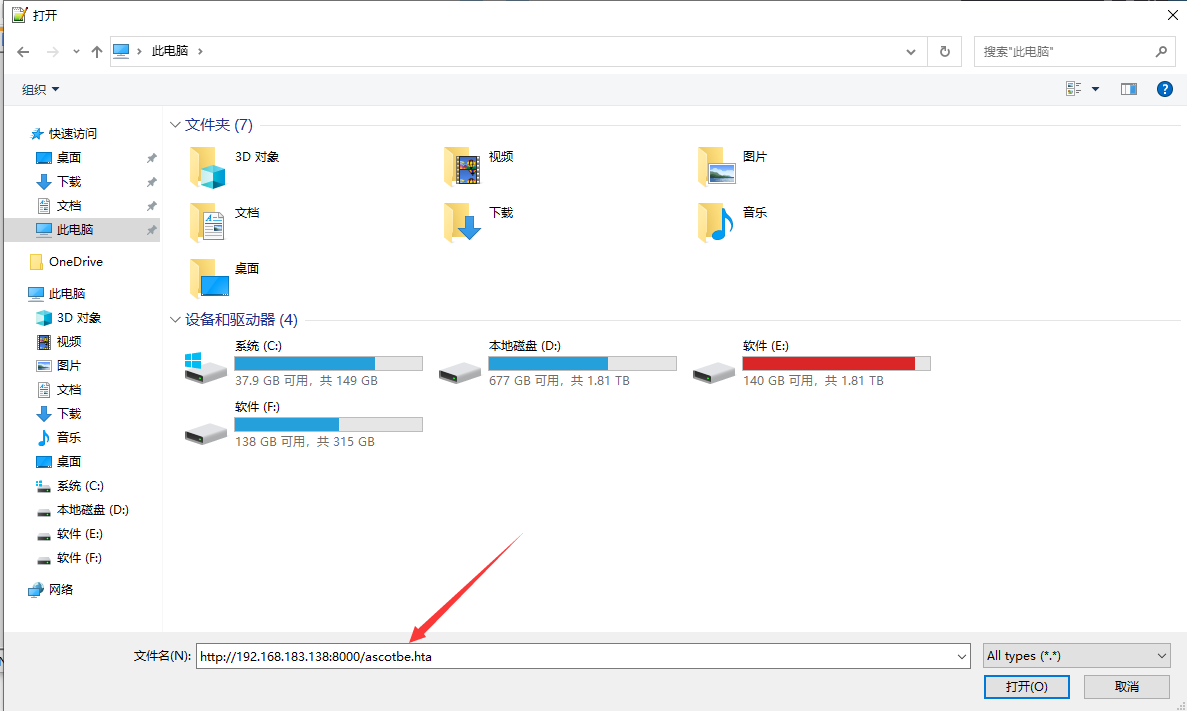 打开
此电脑
搜索"此电脑"
组织
快速访问
桌面
下载
文档
此电脑
OneDrive
此电脑
3D 对象
视频
图片
文档
下载
音乐
桌面
系统 (C:)
本地磁盘 (D:)
软件 (E:)
软件 (F:)
网络
文件夹 (7)
3D 对象
视频
图片
文档
下载
音乐
桌面
设备和驱动器 (4)
系统 (C:)
37.9 GB 可用，共 149 GB
本地磁盘 (D:)
677 GB 可用，共 1.81 TB
软件 (E:)
140 GB 可用，共 1.81 TB
软件 (F:)
138 GB 可用，共 315 GB
文件名(N): http://192.168.183.138:8000/ascotbe.hta
All types (*.*)
打开(O)
取消